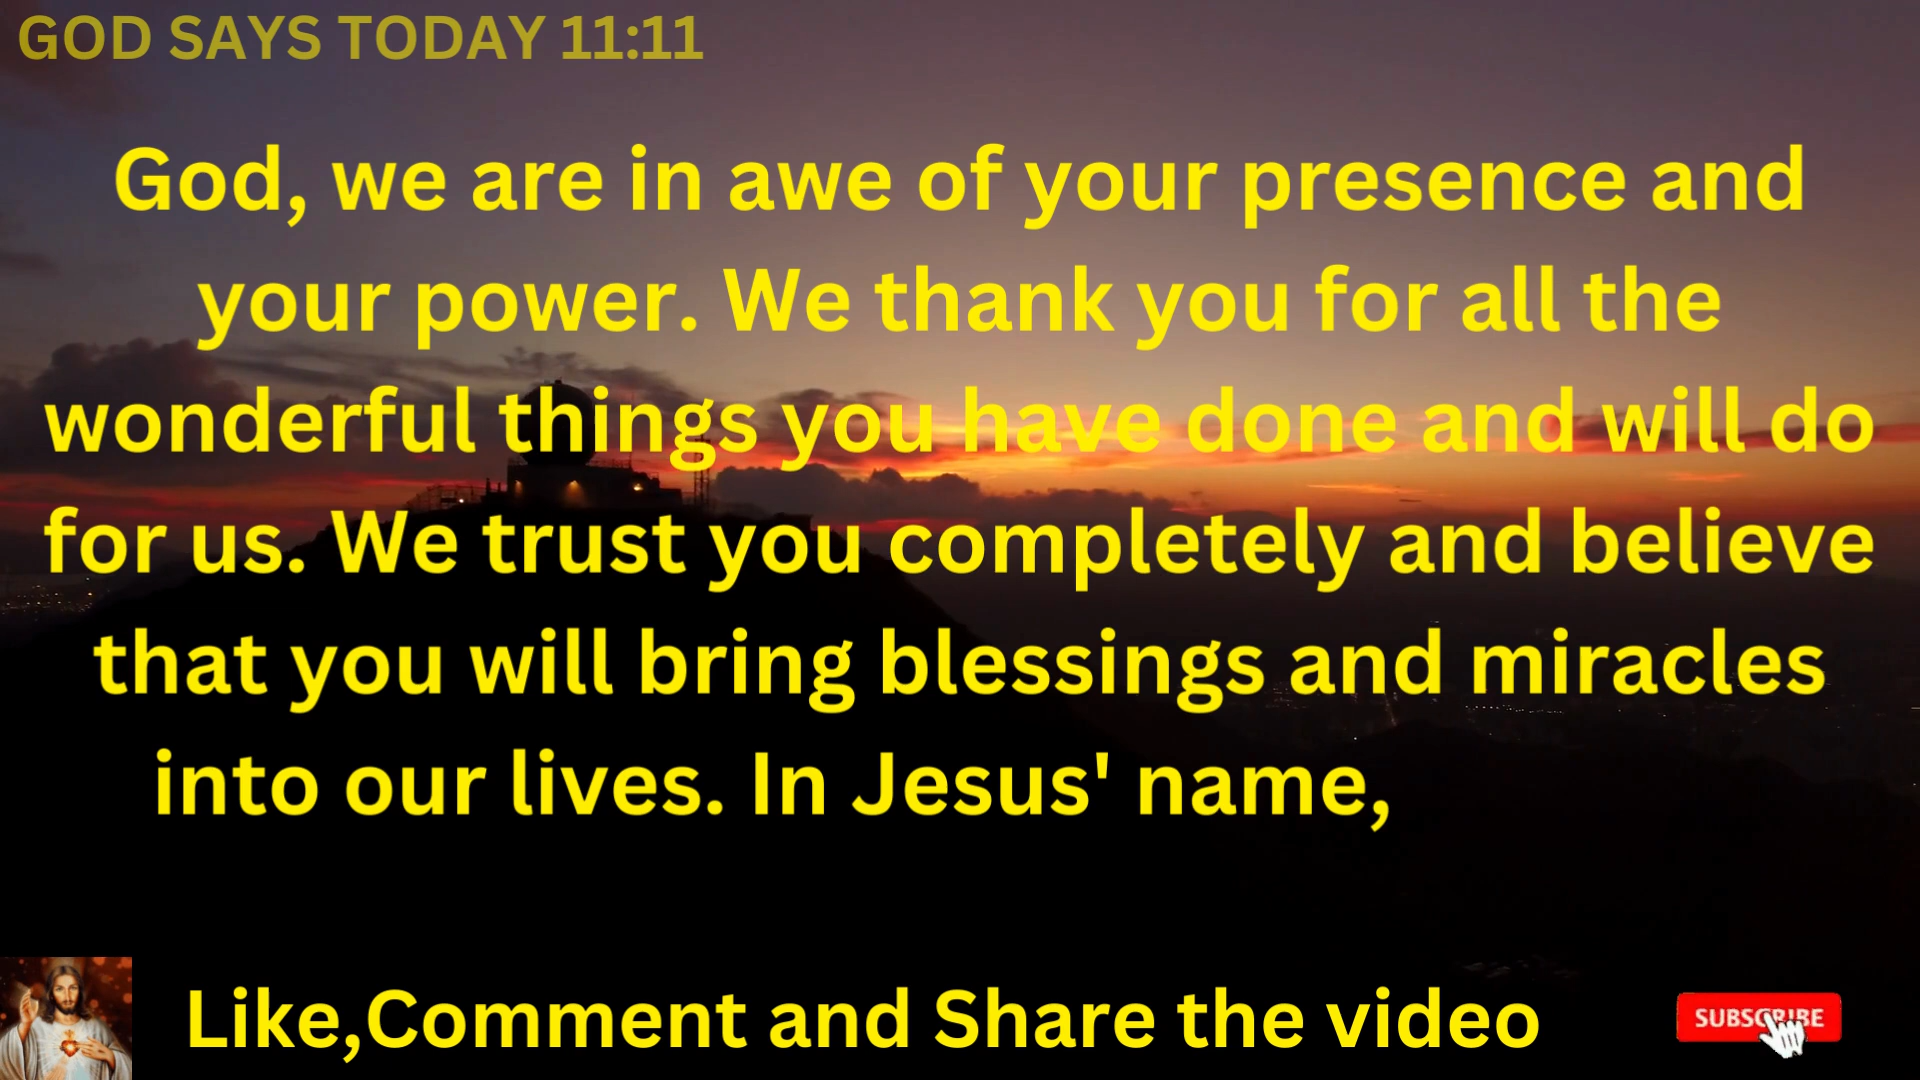 GOD SAYS TODAY 11:11
God, we are in awe of your presence and
your power. We thank you for all the
wonderful things you have done and will do
for us. We trust you completely and believe
that you will bring blessings and miracles
into our lives. In Jesus' name,
Like,Comment and Share the video
SUBSCRIBE